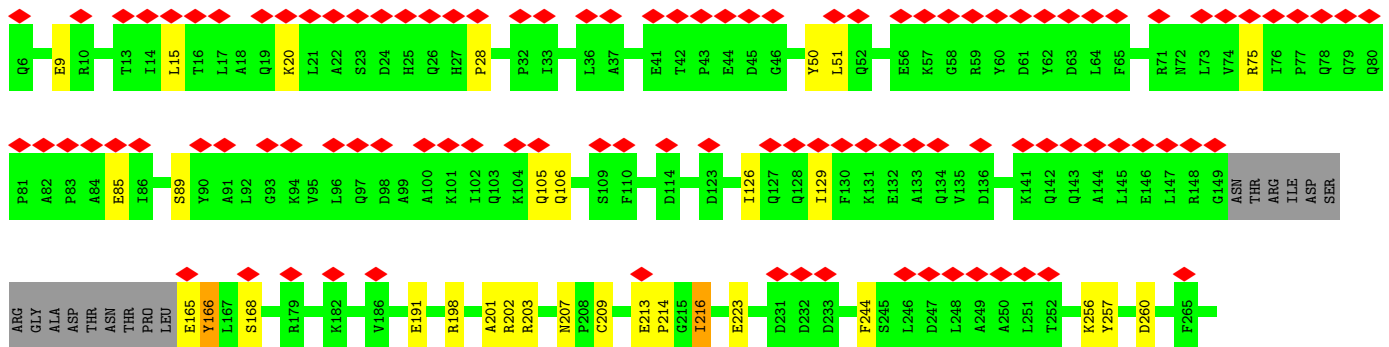 Q6 E9 R10 T13 I14 L15 T16 L17 A18 Q19 K20 L21 A22 S23 D24 H25 Q26 H27 P28 P32 I33 L36 A37 E41 T42 P43 E44 D45 G46 Y50 L51 Q52 E56 K57 G58 R59 Y60 D61 Y62 D63 L64 F65 R71 N72 L73 V74 R75 I76 P77 Q78 Q79 Q80
P81 A82 P83 A84 E85 I86 S89 Y90 A91 L92 G93 K94 V95 L96 Q97 D98 A99 A100 K101 I102 Q103 K104 Q105 Q106 S109 F110 D114 D123 I126 Q127 Q128 I129 F130 K131 E132 A133 Q134 V135 D136 K141 Q142 Q143 A144 L145 E146 L147 R148 G149 ASN THR ARG ILE ASP SER
ARG GLY ALA ASP THR ASN THR PRO LEU E165 Y166 L167 S168 R179 K182 V186 E191 R198 A201 R202 R203 N207 P208 C209 E213 P214 G215 I216 E223 D231 D232 D233 F244 S245 L246 D247 L248 A249 A250 L251 T252 K256 Y257 D260 F265